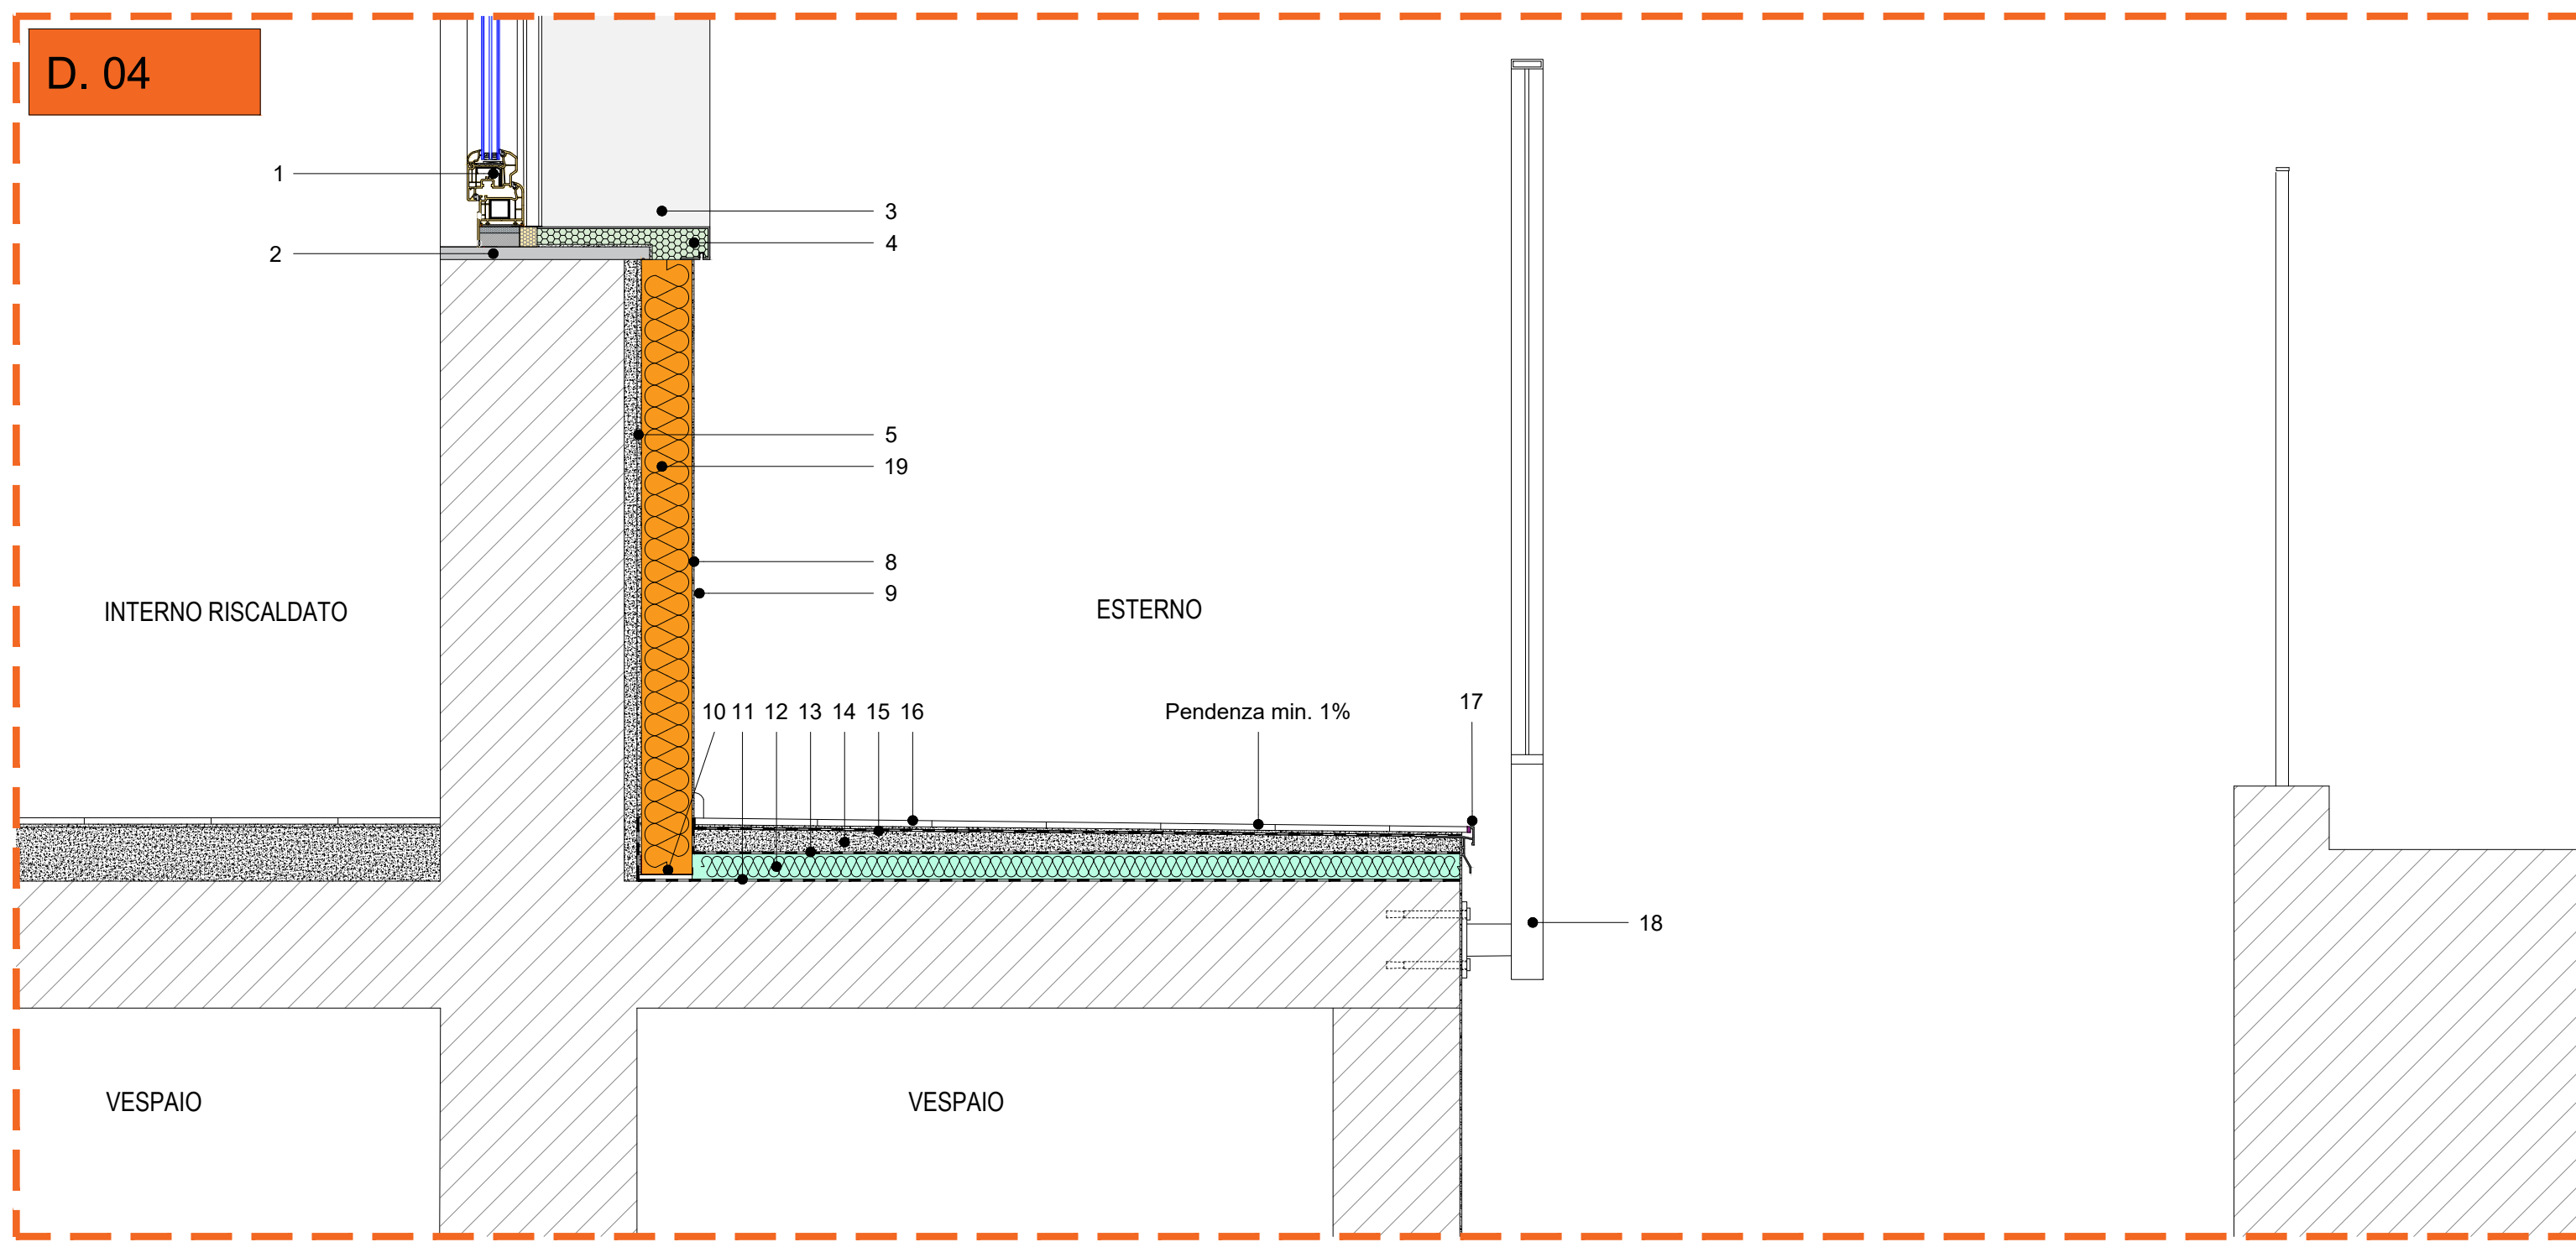 D. 04
1
3
4
2
5
19
8
9
INTERNO RISCALDATO
ESTERNO
10 11 12 13 14 15 16
Pendenza min. 1%
17
18
VESPAIO
VESPAIO